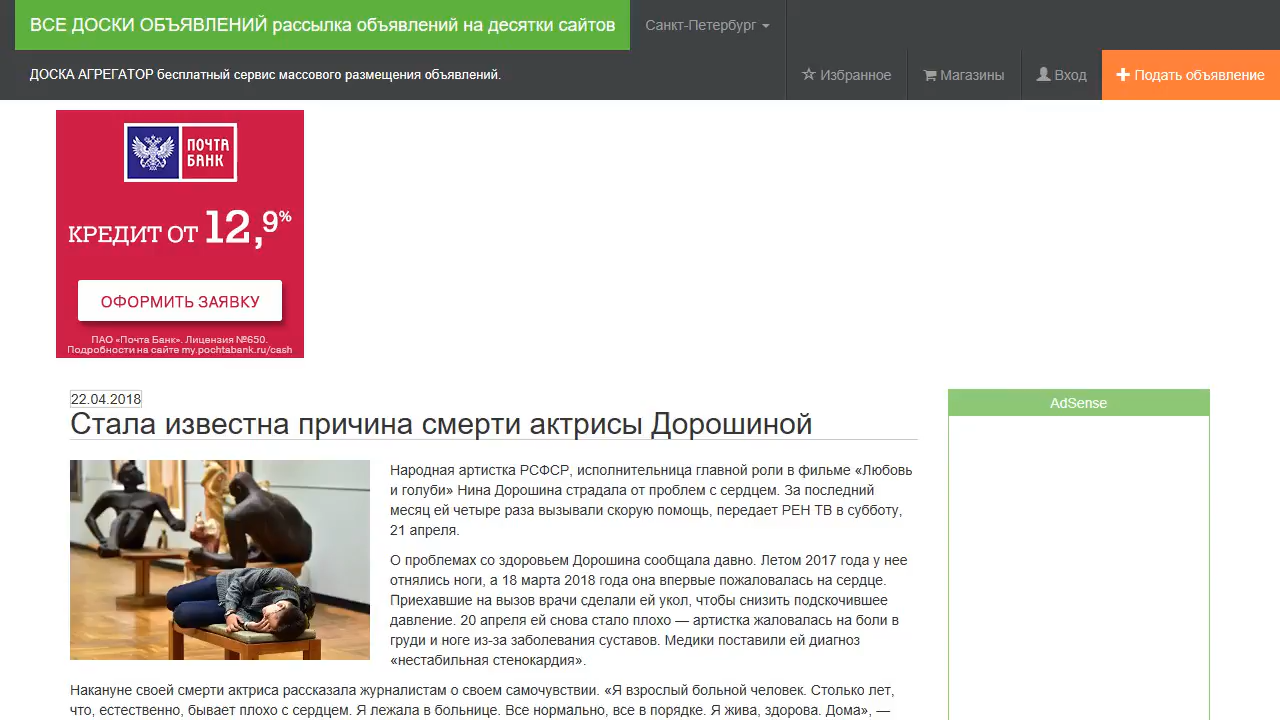 ВСЕ ДОСКИ ОБЪЯВЛЕНИЙ рассылка объявлений на десятки сайтов
Санкт-Петербург
ДОСКА АГРЕГАТОР бесплатный сервис массового размещения объявлений.
Избранное
Магазины
Вход
Подать объявление
ПОЧТА
БАНК
КРЕДИТ ОТ 12,9%
ОФОРМИТЬ ЗАЯВКУ
ПАО «Почта Банк». Лицензия №650.
Подробности на сайте my.pochtabank.ru/cash
22.04.2018
Стала известна причина смерти актрисы Дорошиной
AdSense
Народная артистка РСФСР, исполнительница главной роли в фильме «Любовь
и голуби» Нина Дорошина страдала от проблем с сердцем. За последний
месяц ей четыре раза вызывали скорую помощь, передает РЕН ТВ в субботу,
21 апреля.
О проблемах со здоровьем Дорошина сообщала давно. Летом 2017 года у нее
отнялись ноги, а 18 марта 2018 года она впервые пожаловалась на сердце.
Приехавшие на вызов врачи сделали ей укол, чтобы снизить подскочившее
давление. 20 апреля ей снова стало плохо — артистка жаловалась на боли в
груди и ноге из-за заболевания суставов. Медики поставили ей диагноз
«нестабильная стенокардия».
Накануне своей смерти актриса рассказала журналистам о своем самочувствии. «Я взрослый больной человек. Столько лет,
что, естественно, бывает плохо с сердцем. Я лежала в больнице. Все нормально, все в порядке. Я жива, здорова. Дома», —